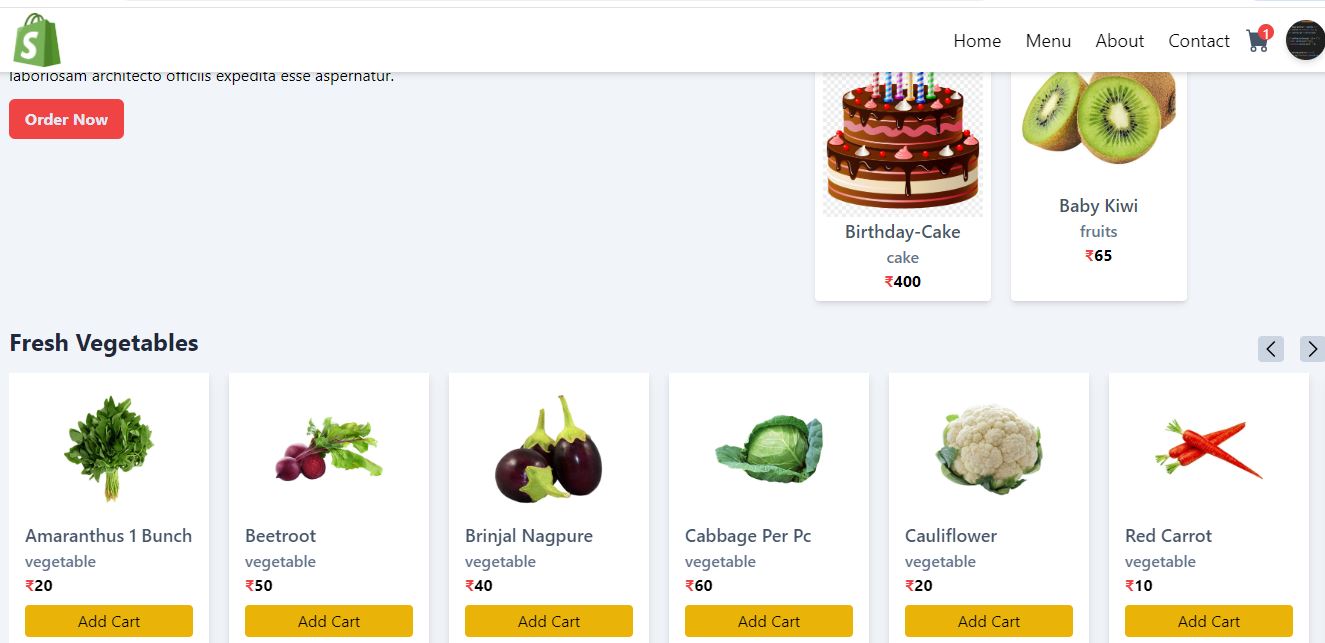 S
Home Menu About Contact 1
laboriosam architecto officiis expedita esse aspernatur.
Order Now
Birthday-Cake
cake
₹400
Baby Kiwi
fruits
₹65
Fresh Vegetables
Amaranthus 1 Bunch
vegetable
₹20
Add Cart
Beetroot
vegetable
₹50
Add Cart
Brinjal Nagpure
vegetable
₹40
Add Cart
Cabbage Per Pc
vegetable
₹60
Add Cart
Cauliflower
vegetable
₹20
Add Cart
Red Carrot
vegetable
₹10
Add Cart